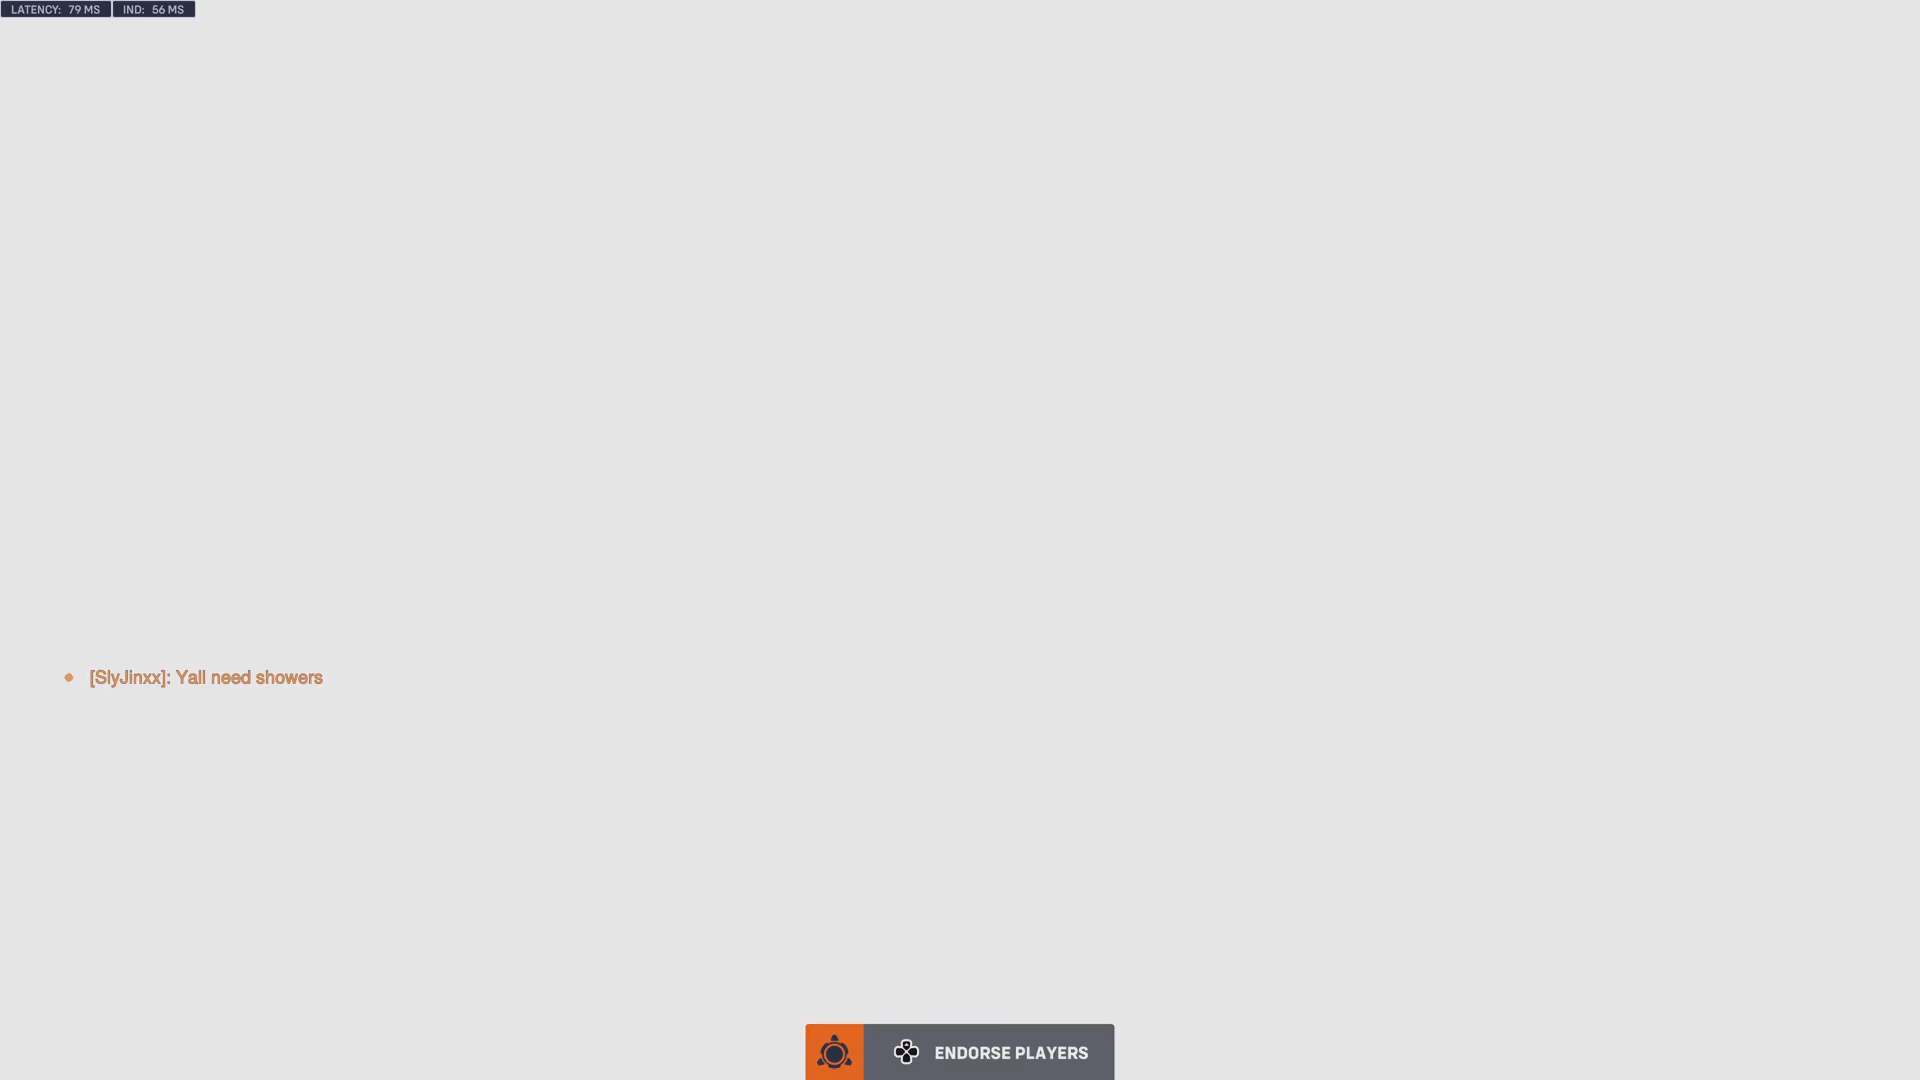 LATENCY: 79 MS IND: 56 MS
[SlyJinxx]: Yall need showers
ENDORSE PLAYERS